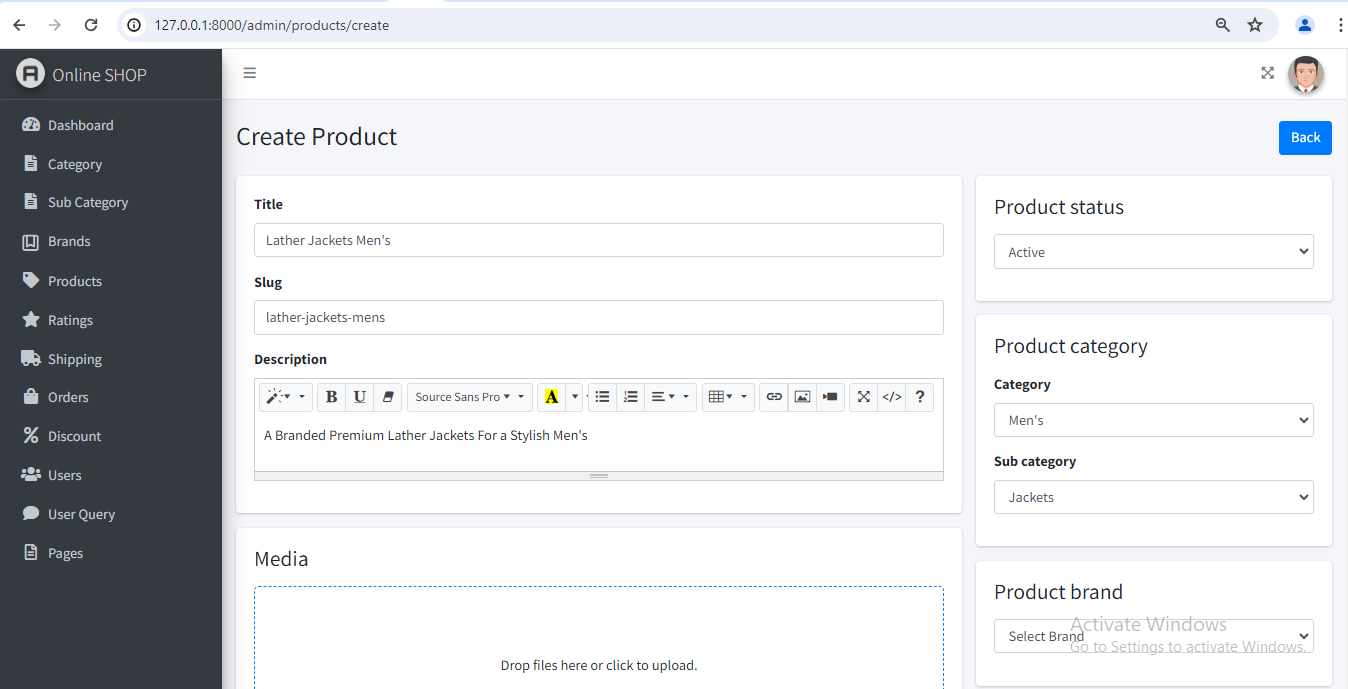 127.0.0.1:8000/admin/products/create
Online SHOP
Dashboard
Category
Sub Category
Brands
Products
Ratings
Shipping
Orders
Discount
Users
User Query
Pages
Create Product
Back
Title
Lather Jackets Men's
Slug
lather-jackets-mens
Description
B U Source Sans Pro A </> ?
A Branded Premium Lather Jackets For a Stylish Men's
Media
Drop files here or click to upload.
Product status
Active
Product category
Category
Men's
Sub category
Jackets
Product brand
Select Brand
Activate Windows
Go to Settings to activate Windows.